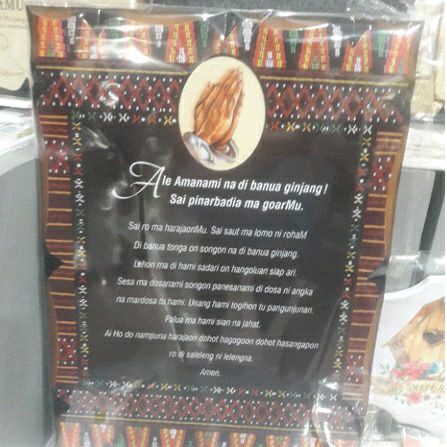 Ale Amanami na di banua ginjang!
Sai pinarbadia ma goarMu.
Sai ro ma harajaonMu. Sai saut ma lomo ni rohaM
Di banua tonga on songon na di banua ginjang.
Lehon ma di hami sadari on hangoluan siap ari.
Sesa ma dosanami songon panesanami di dosa ni angka
na mardosa tu hami. Unang hami togihon tu pangunjunan.
Palua ma hami sian na jahat.
Ai Ho do nampuna harajaon dohot hagogoon dohot hasangapon
ro di saleleng ni lelengna.
Amen.